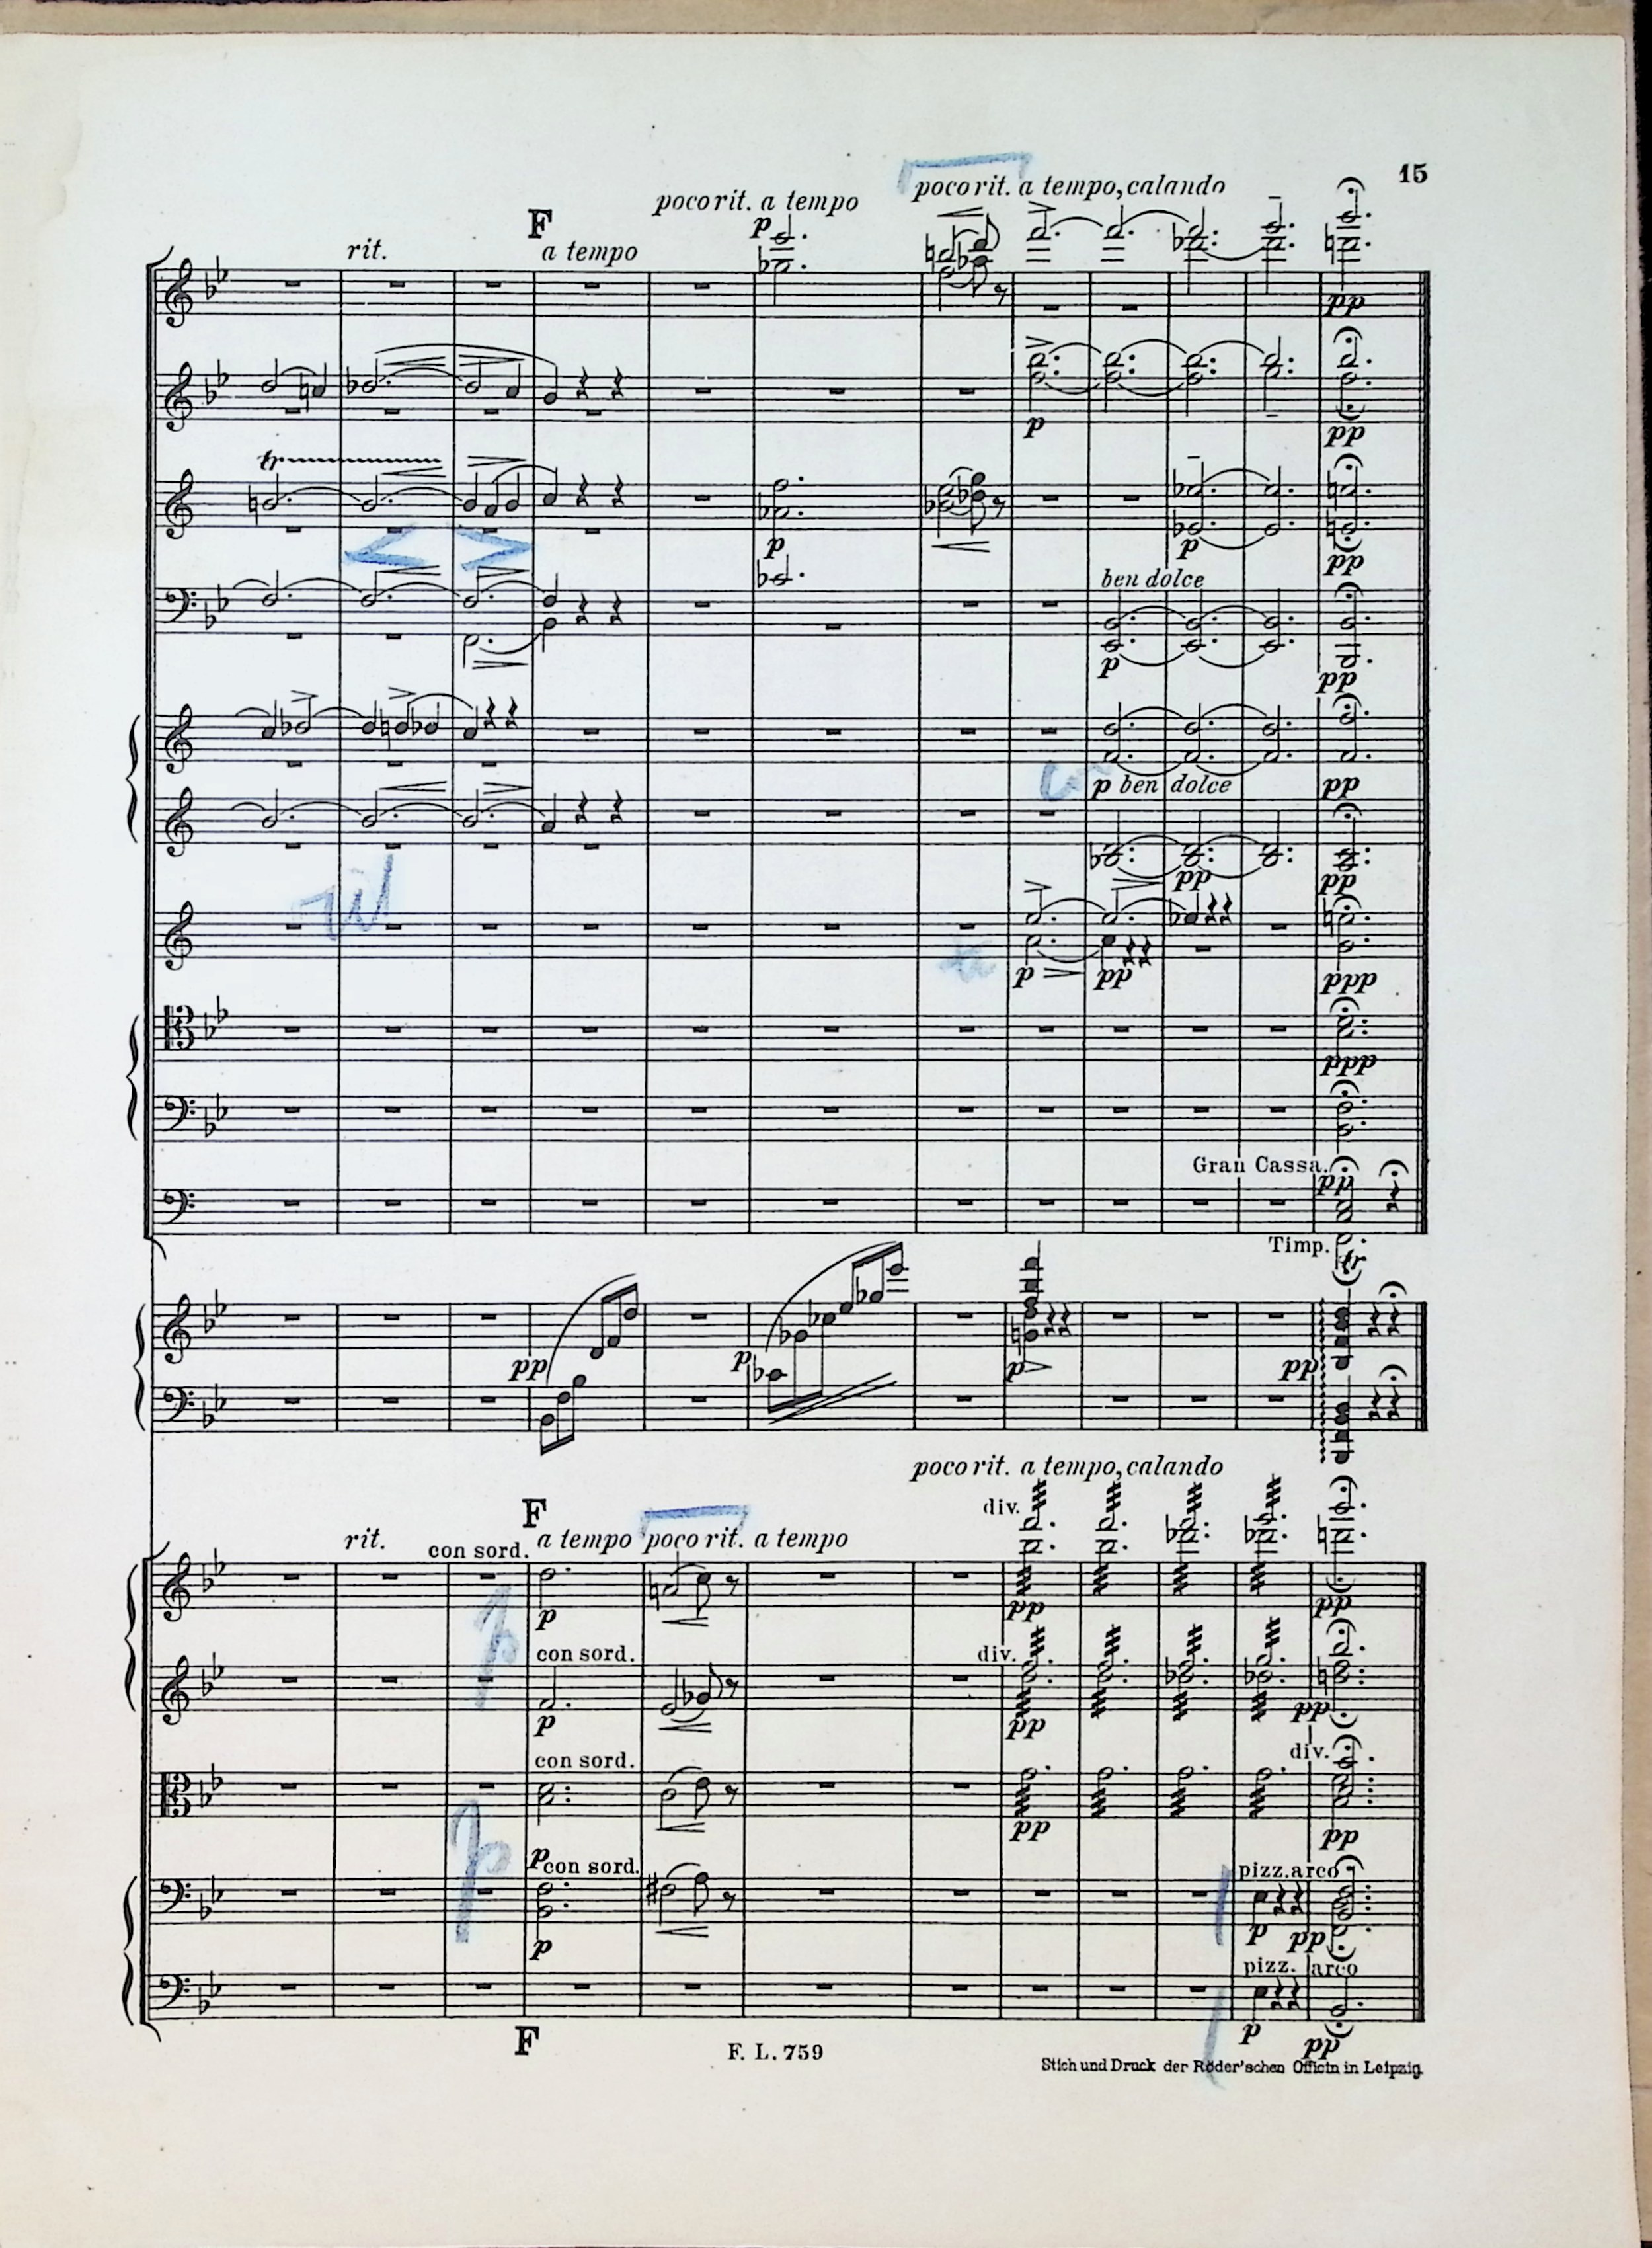 15
poco rit. a tempo, calando
poco rit. a tempo
F
rit.
a tempo
p
pp
p
pp
tr
p
p
pp
ben dolce
p
pp
p ben dolce
pp
rit
pp
pp
p
pp
ppp
ppp
Gran Cassa.
pp
Timp.
tr
pp
p
p
pp
poco rit. a tempo, calando
F
div.
rit.
con sord.
a tempo
poco rit. a tempo
p
p
pp
pp
con sord.
div.
p
pp
pp
con sord.
div.
p
p
pp
pp
con sord.
pizz. arco
p
p
pp
pizz. arco
p
pp
F
F. L. 759
Stich und Druck der Röder'schen Officin in Leipzig.